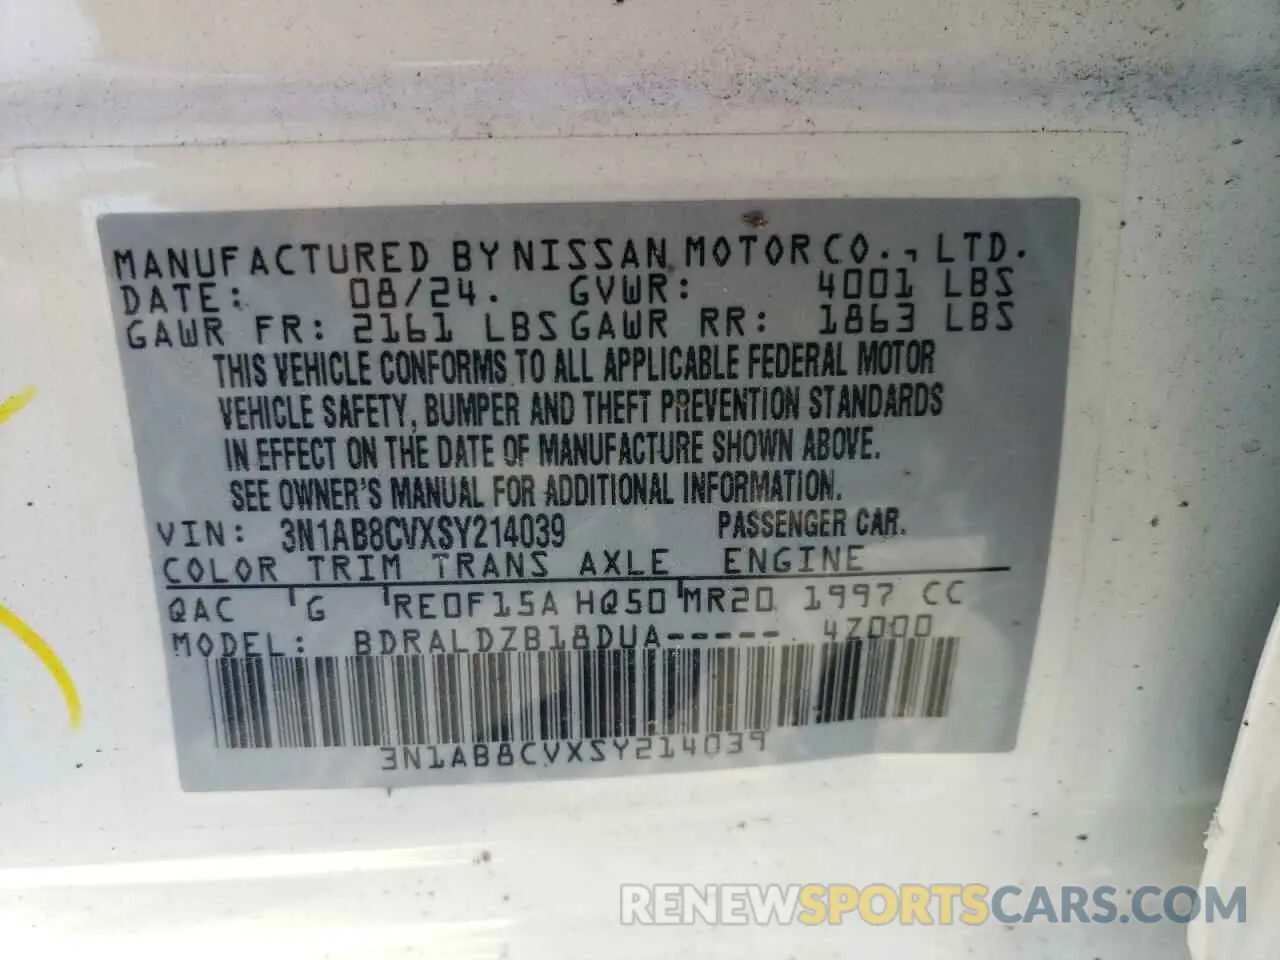 MANUFACTURED BY NISSAN MOTOR CO., LTD.
DATE: 08/24. GVWR: 4001 LBS
GAWR FR: 2161 LBS GAWR RR: 1863 LBS
THIS VEHICLE CONFORMS TO ALL APPLICABLE FEDERAL MOTOR
VEHICLE SAFETY, BUMPER AND THEFT PREVENTION STANDARDS
IN EFFECT ON THE DATE OF MANUFACTURE SHOWN ABOVE.
SEE OWNER'S MANUAL FOR ADDITIONAL INFORMATION.
VIN: 3N1AB8CVXSY214039 PASSENGER CAR.
COLOR TRIM TRANS AXLE ENGINE
QAC G RE0F15A HQ50 MR20 1997 CC
MODEL: BDRALDZB18DUA----- 4Z000
3N1AB8CVXSY214039
RENEWSPORTSCARS.COM